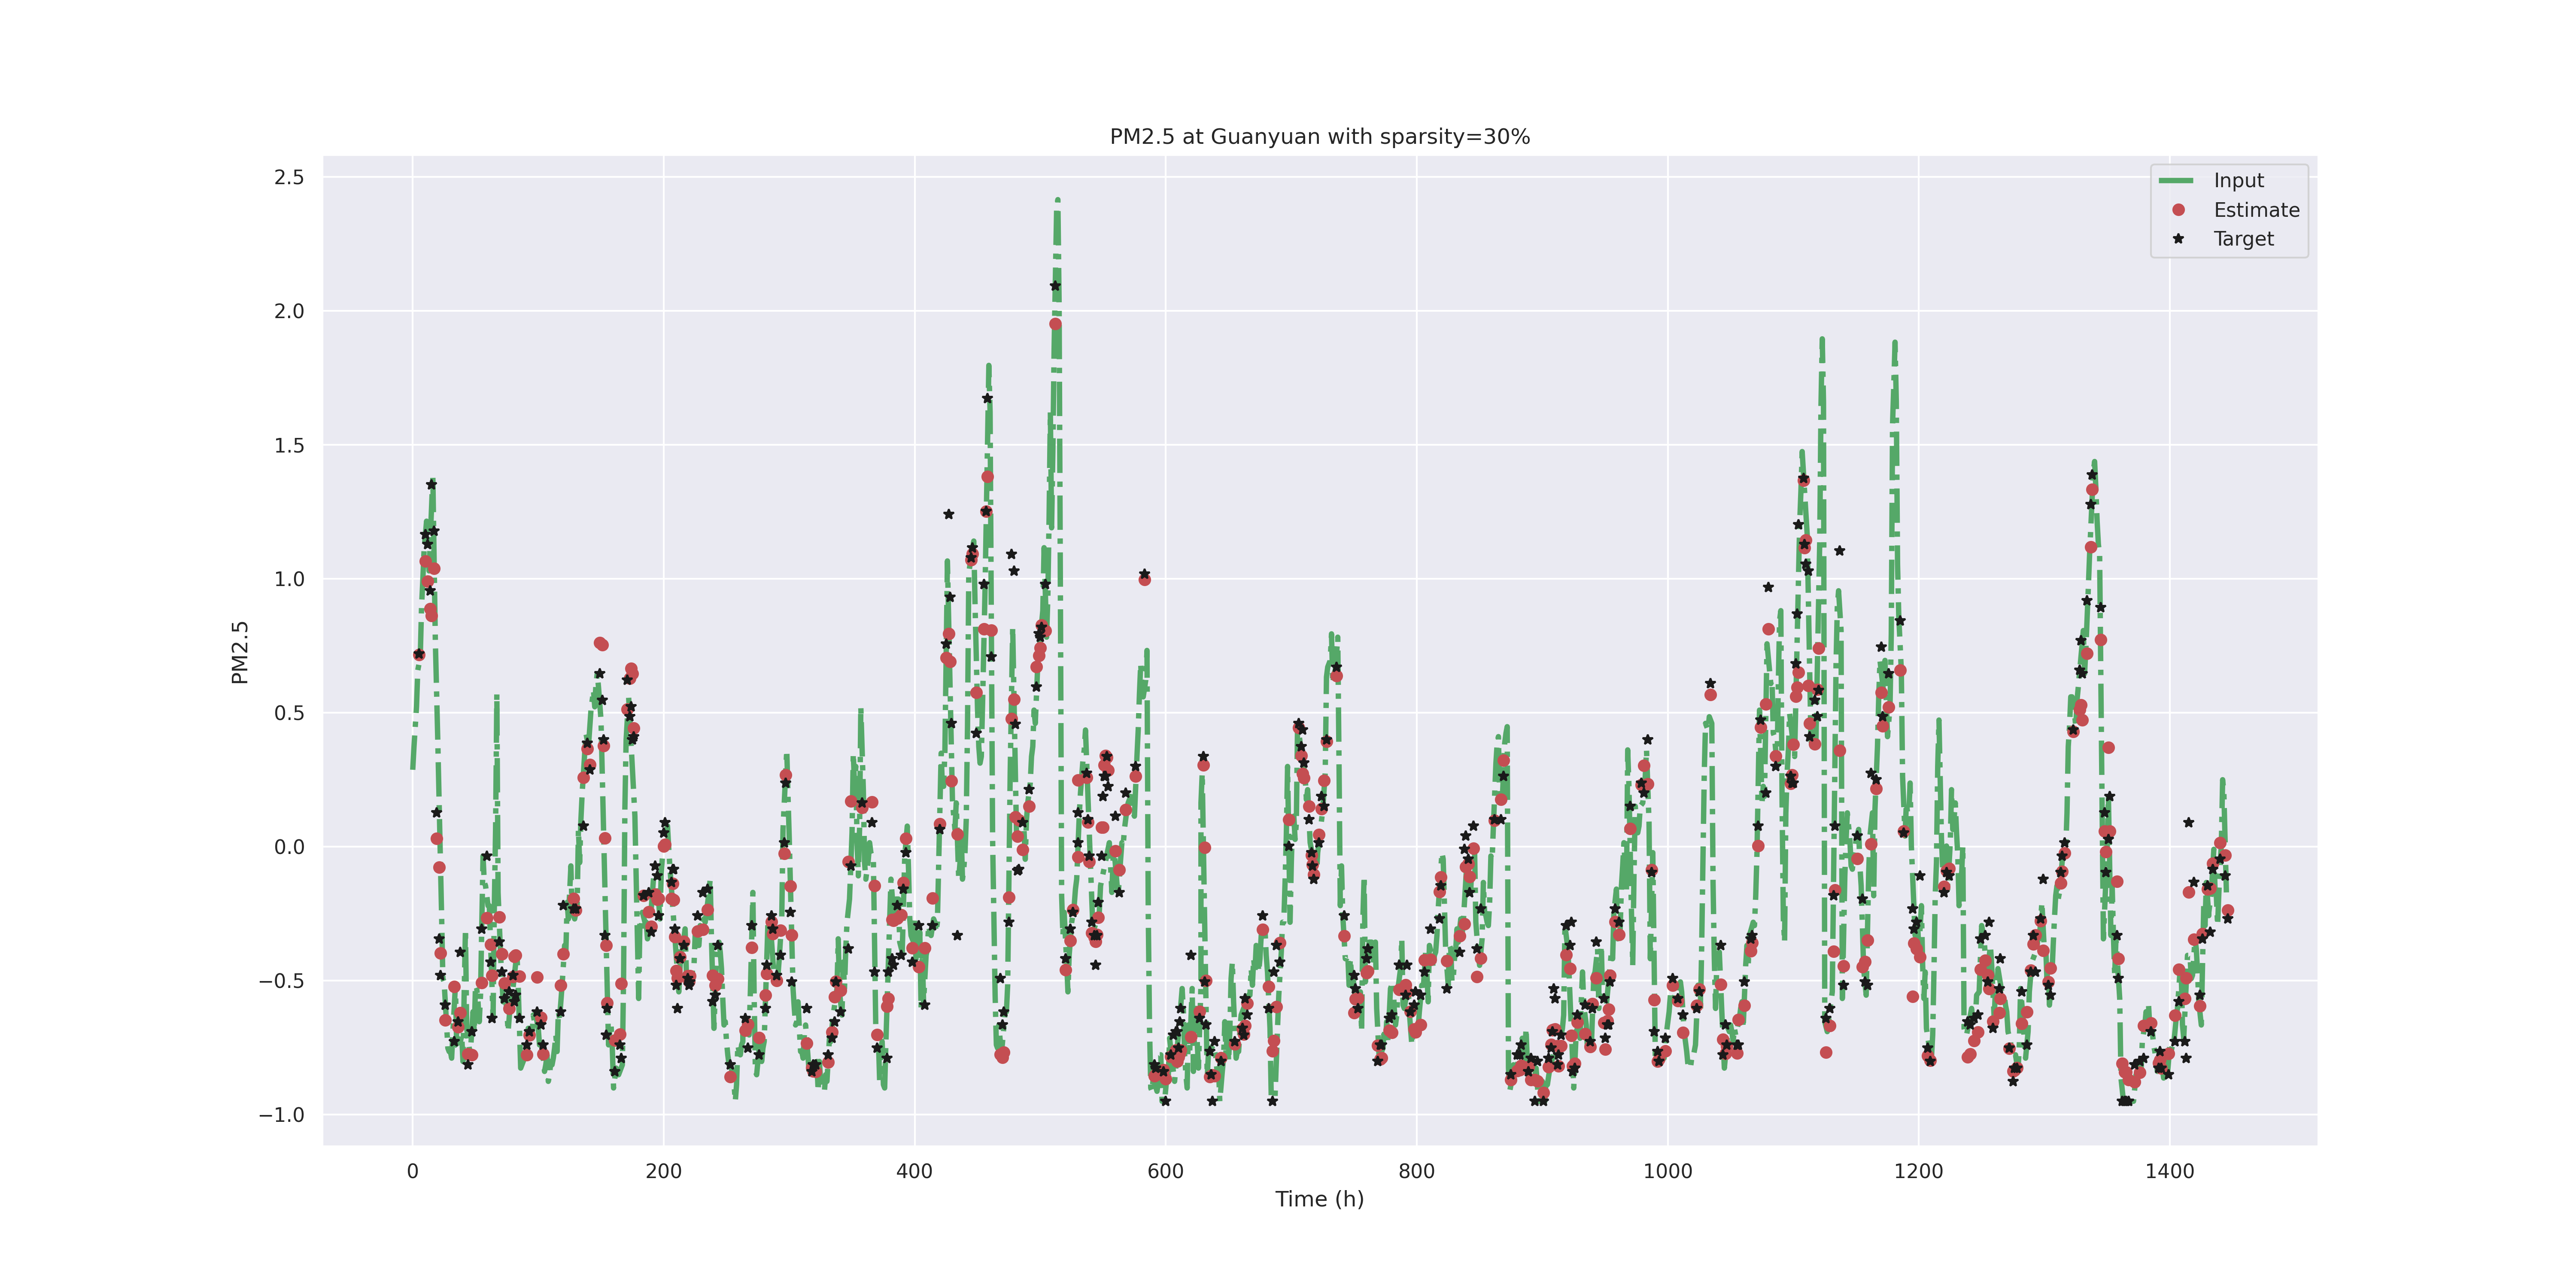 PM2.5 at Guanyuan with sparsity=30%
Input
Estimate
Target
PM2.5
2.5
2.0
1.5
1.0
0.5
0.0
−0.5
−1.0
0 200 400 600 800 1000 1200 1400
Time (h)